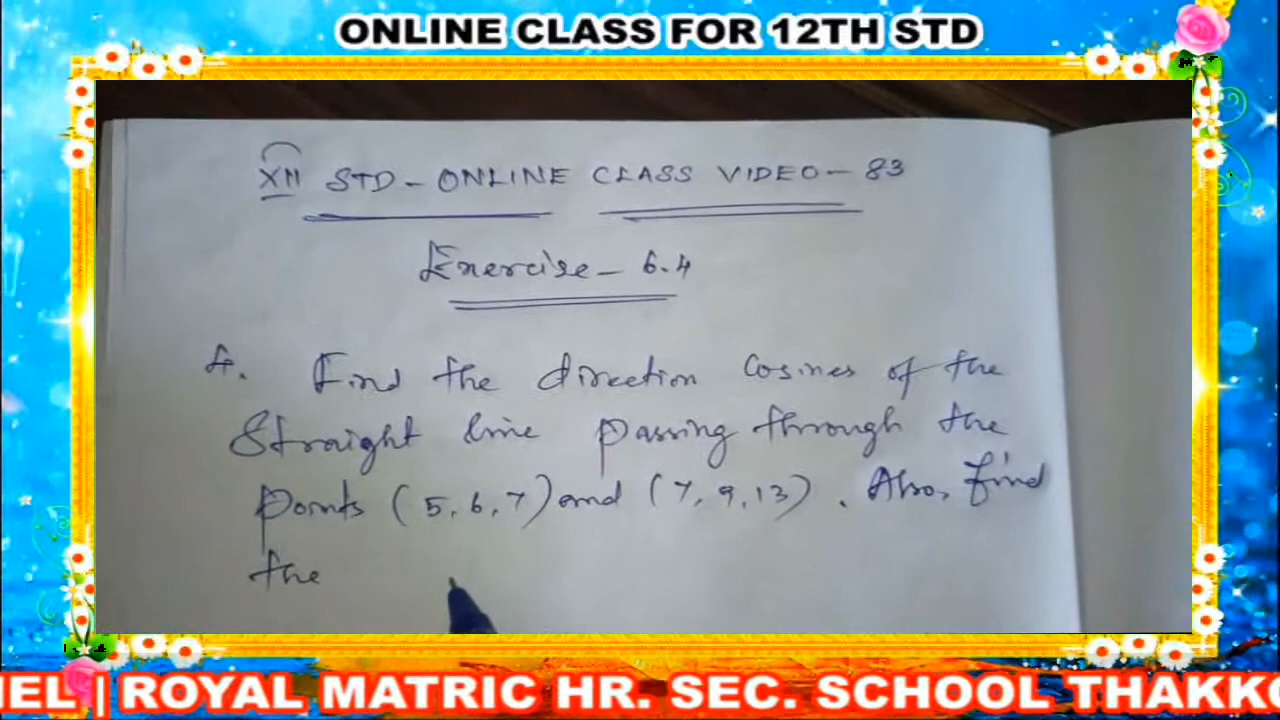 ONLINE CLASS FOR 12TH STD
XII STD - ONLINE CLASS VIDEO - 83
Exercise - 6.4
4. Find the direction cosines of the
Straight line passing through the
points (5,6,7) and (7,9,13). Also, find
the
NEL | ROYAL MATRIC HR. SEC. SCHOOL THAKKO